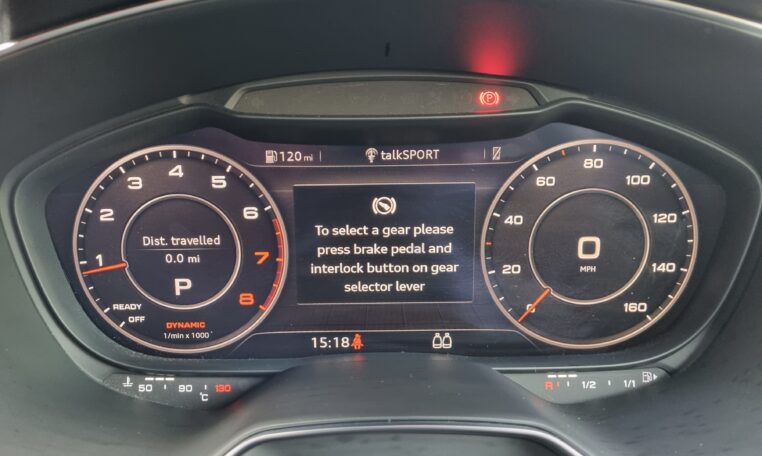 P
120 mi
talkSPORT
1
2
3
4
5
6
7
8
Dist. travelled
0.0 mi
P
READY
OFF
DYNAMIC
1/min x 1000
To select a gear please
press brake pedal and
interlock button on gear
selector lever
0
20
40
60
80
100
120
140
160
0
MPH
15:18
50 90 130
°C
R 1/2 1/1